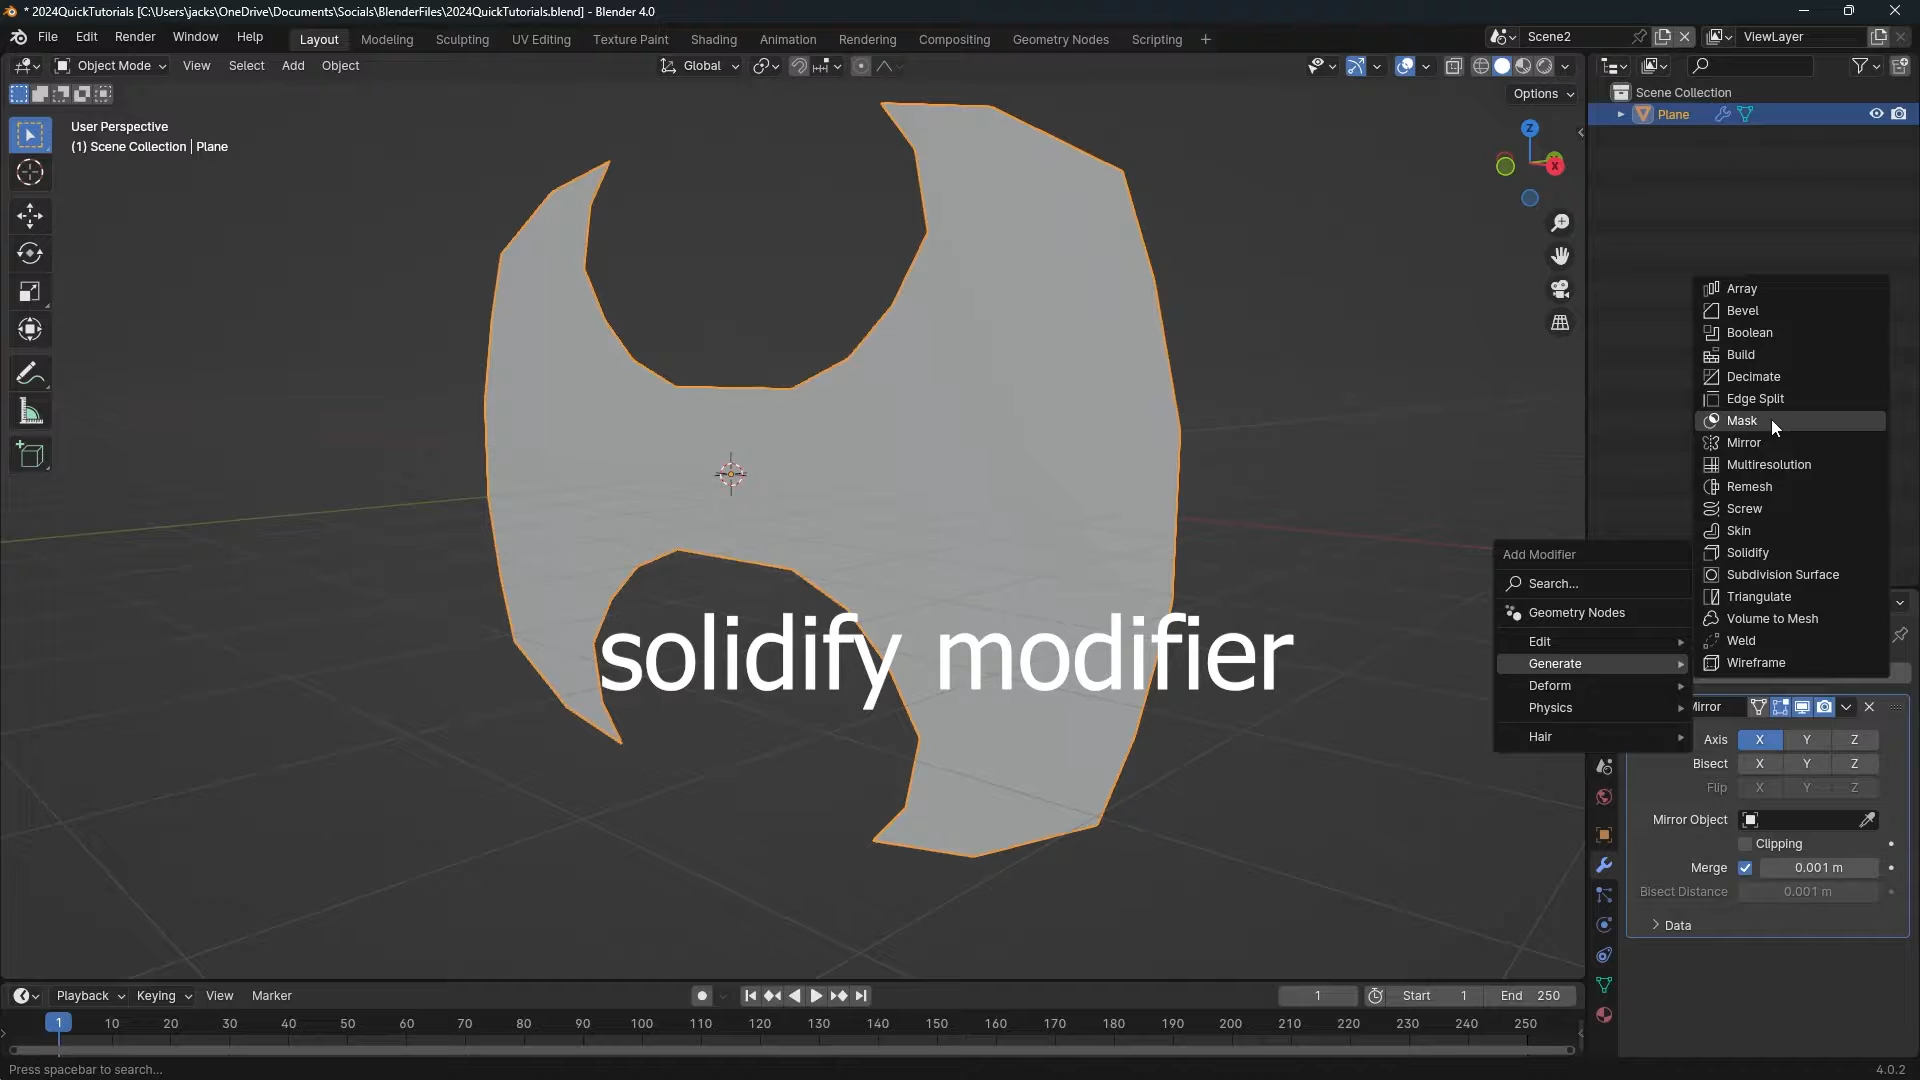 * 2024QuickTutorials [C:\Users\jacks\OneDrive\Documents\Socials\BlenderFiles\2024QuickTutorials.blend] - Blender 4.0
File Edit Render Window Help Layout Modeling Sculpting UV Editing Texture Paint Shading Animation Rendering Compositing Geometry Nodes Scripting + Scene2 ViewLayer
Object Mode View Select Add Object Global
Options
Scene Collection
Plane
User Perspective
(1) Scene Collection | Plane
Z
X
Array
Bevel
Boolean
Build
Decimate
Edge Split
Mask
Mirror
Multiresolution
Remesh
Screw
Skin
Solidify
Subdivision Surface
Triangulate
Volume to Mesh
Weld
Wireframe
Add Modifier
Search...
Geometry Nodes
Edit
Generate
Deform
Physics
Hair
solidify modifier
Mirror
Axis X Y Z
Bisect X Y Z
Flip X Y Z
Mirror Object
Clipping
Merge 0.001 m
Bisect Distance 0.001 m
Data
Playback Keying View Marker 1 Start 1 End 250
1 10 20 30 40 50 60 70 80 90 100 110 120 130 140 150 160 170 180 190 200 210 220 230 240 250
Press spacebar to search...
4.0.2